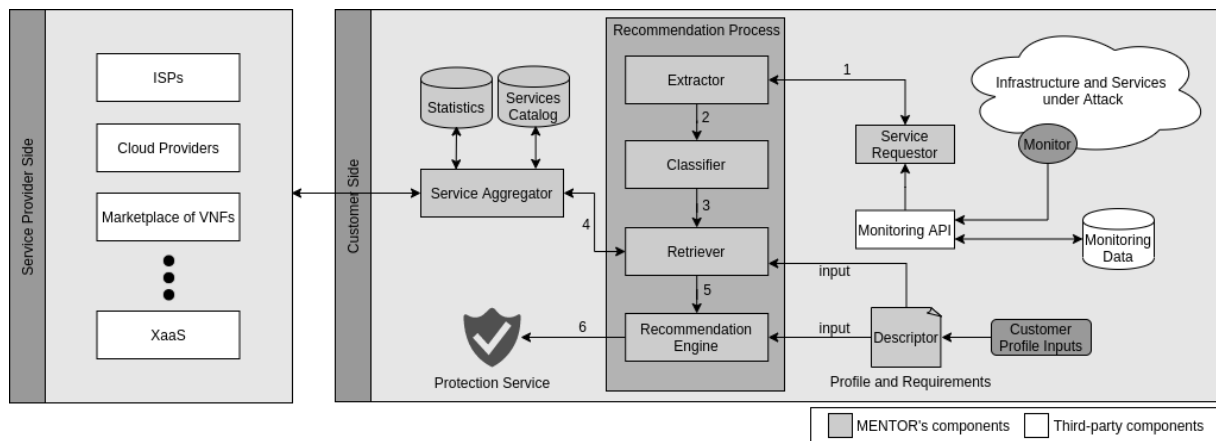 Service Provider Side
ISPs
Cloud Providers
Marketplace of VNFs
XaaS
Customer Side
Statistics
Services
Catalog
Service Aggregator
4
Protection Service
6
Recommendation Process
Extractor
2
Classifier
3
Retriever
5
Recommendation
Engine
1
Service
Requestor
Infrastructure and Services
under Attack
Monitor
Monitoring API
Monitoring
Data
input
input
Descriptor
Customer
Profile Inputs
Profile and Requirements
MENTOR's components
Third-party components